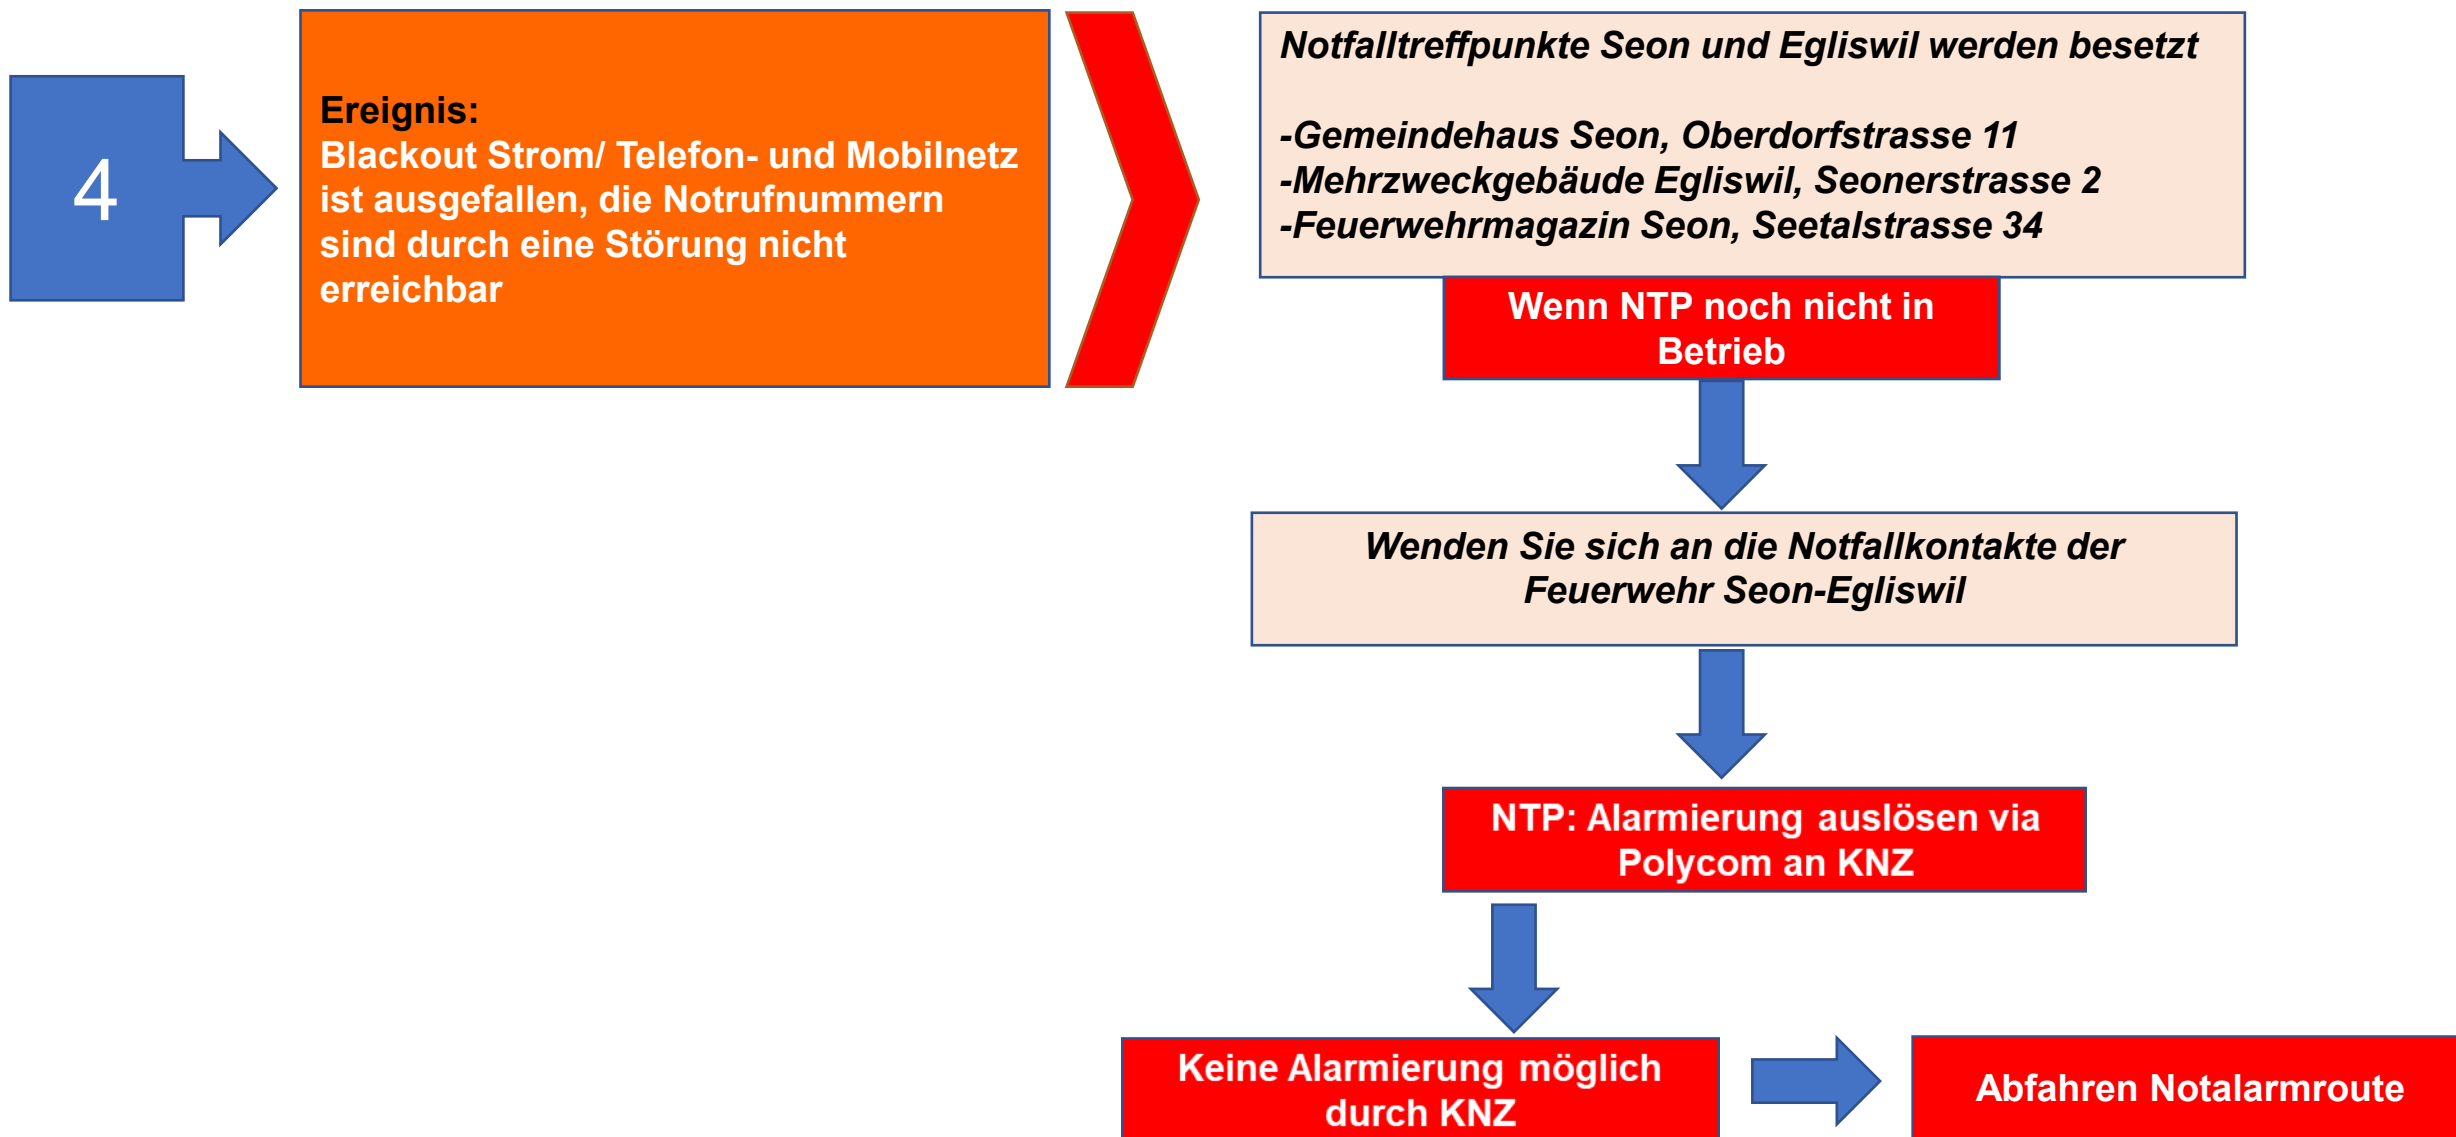 4
Ereignis:
Blackout Strom/ Telefon- und Mobilnetz
ist ausgefallen, die Notrufnummern
sind durch eine Störung nicht
erreichbar
Notfalltreffpunkte Seon und Egliswil werden besetzt
-Gemeindehaus Seon, Oberdorfstrasse 11
-Mehrzweckgebäude Egliswil, Seonerstrasse 2
-Feuerwehrmagazin Seon, Seetalstrasse 34
Wenn NTP noch nicht in
Betrieb
Wenden Sie sich an die Notfallkontakte der
Feuerwehr Seon-Egliswil
NTP: Alarmierung auslösen via
Polycom an KNZ
Keine Alarmierung möglich
durch KNZ
Abfahren Notalarmroute